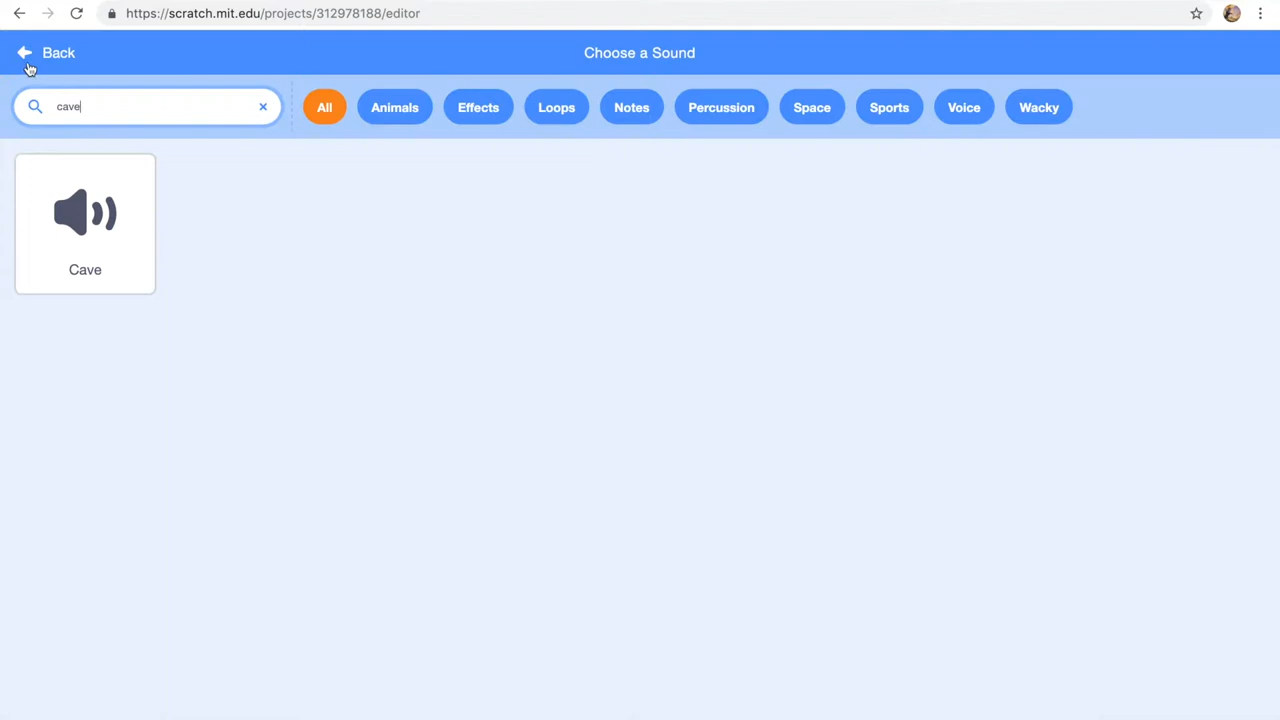 https://scratch.mit.edu/projects/312978188/editor
Back
Choose a Sound
cave
All
Animals
Effects
Loops
Notes
Percussion
Space
Sports
Voice
Wacky
Cave